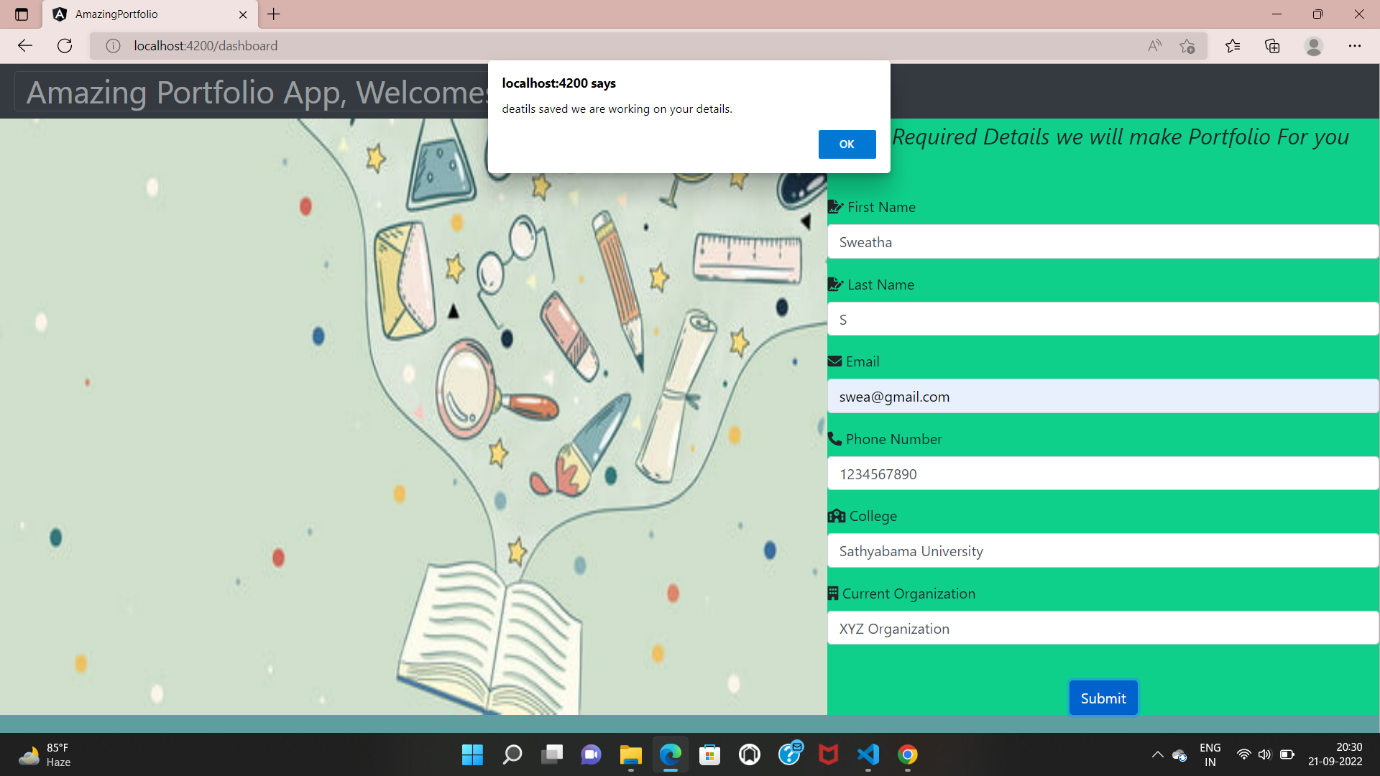 AmazingPortfolio
localhost:4200/dashboard
Amazing Portfolio App, Welcomes
localhost:4200 says
deatils saved we are working on your details.
OK
Required Details we will make Portfolio For you
First Name
Sweatha
Last Name
S
Email
swea@gmail.com
Phone Number
1234567890
College
Sathyabama University
Current Organization
XYZ Organization
Submit
85°F
Haze
ENG
IN
20:30
21-09-2022